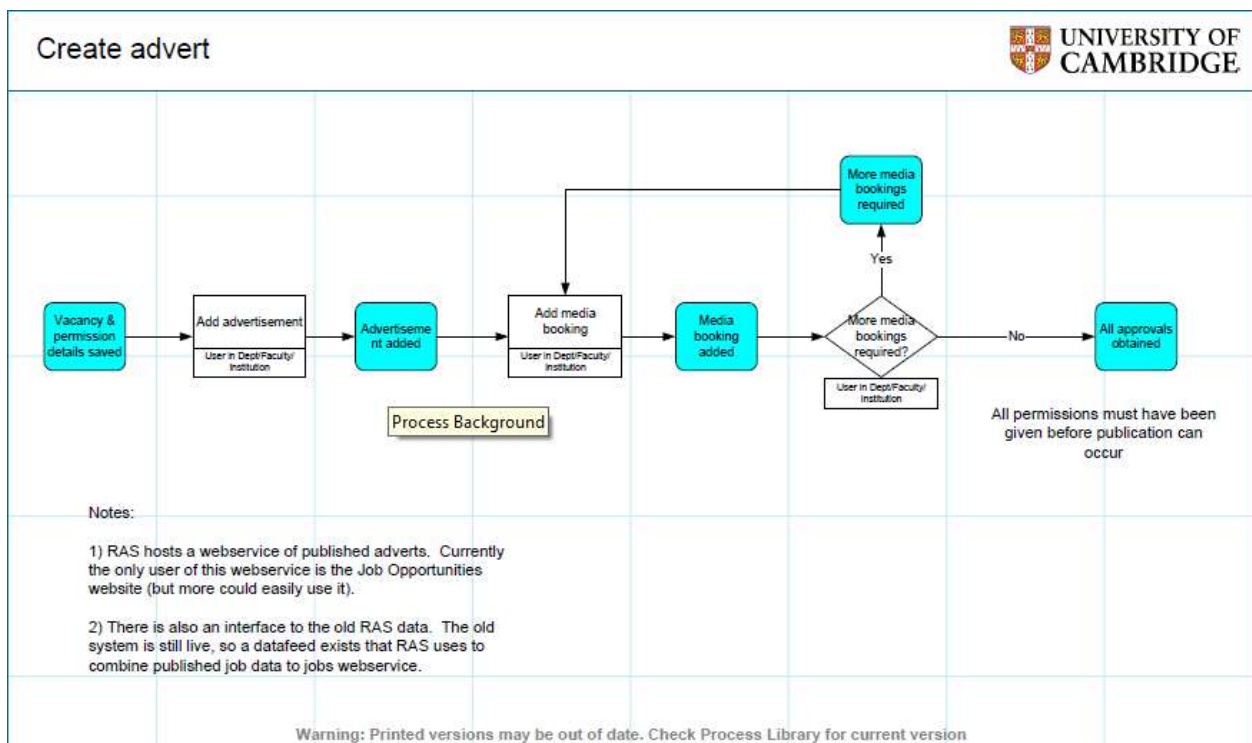 Create advert
UNIVERSITY OF
CAMBRIDGE
More media
bookings
required
Yes
Vacancy &
permission
details saved
Add advertisement
User in Dept/Faculty/
Institution
Advertiseme
nt added
Add media
booking
User in Dept/Faculty/
Institution
Media
booking
added
More media
bookings
required?
User in Dept/Faculty/
Institution
No
All approvals
obtained
Process Background
All permissions must have been
given before publication can
occur
Notes:
1) RAS hosts a webservice of published adverts. Currently
the only user of this webservice is the Job Opportunities
website (but more could easily use it).
2) There is also an interface to the old RAS data. The old
system is still live, so a datafeed exists that RAS uses to
combine published job data to jobs webservice.
Warning: Printed versions may be out of date. Check Process Library for current version